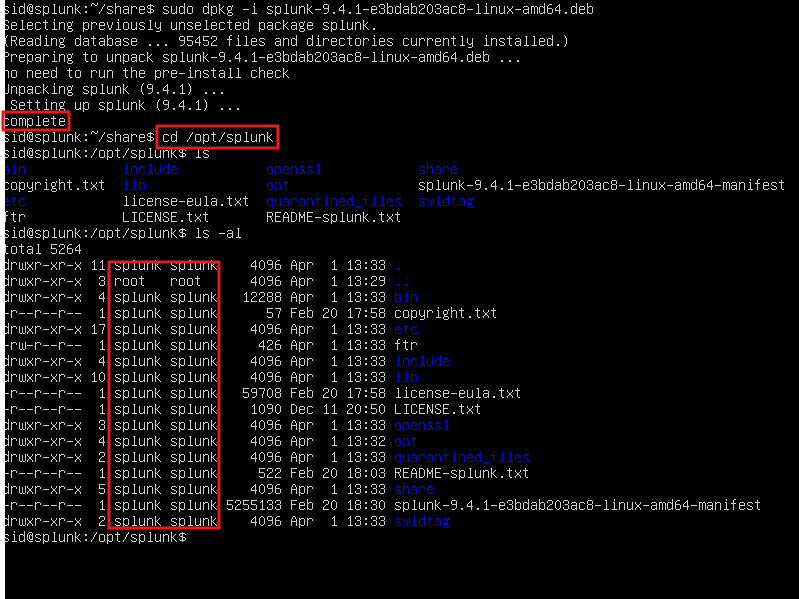 sid@splunk:~/share$ sudo dpkg -i splunk-9.4.1-e3bdab203ac8-linux-amd64.deb
Selecting previously unselected package splunk.
(Reading database ... 95452 files and directories currently installed.)
Preparing to unpack splunk-9.4.1-e3bdab203ac8-linux-amd64.deb ...
no need to run the pre-install check
Unpacking splunk (9.4.1) ...
Setting up splunk (9.4.1) ...
complete
sid@splunk:~/share$ cd /opt/splunk
sid@splunk:/opt/splunk$ ls
bin include openssl share
copyright.txt lib opt splunk-9.4.1-e3bdab203ac8-linux-amd64-manifest
etc license-eula.txt quarantined_files swidtag
ftr LICENSE.txt README-splunk.txt
sid@splunk:/opt/splunk$ ls -al
total 5264
drwxr-xr-x 11 splunk splunk 4096 Apr 1 13:33 .
drwxr-xr-x 3 root root 4096 Apr 1 13:29 ..
drwxr-xr-x 4 splunk splunk 12288 Apr 1 13:33 bin
-r--r--r-- 1 splunk splunk 57 Feb 20 17:58 copyright.txt
drwxr-xr-x 17 splunk splunk 4096 Apr 1 13:33 etc
-rw-r--r-- 1 splunk splunk 426 Apr 1 13:33 ftr
drwxr-xr-x 4 splunk splunk 4096 Apr 1 13:33 include
drwxr-xr-x 10 splunk splunk 4096 Apr 1 13:33 lib
-r--r--r-- 1 splunk splunk 59708 Feb 20 17:58 license-eula.txt
-r--r--r-- 1 splunk splunk 1090 Dec 11 20:50 LICENSE.txt
drwxr-xr-x 3 splunk splunk 4096 Apr 1 13:33 openssl
drwxr-xr-x 4 splunk splunk 4096 Apr 1 13:32 opt
drwxr-xr-x 2 splunk splunk 4096 Apr 1 13:33 quarantined_files
-r--r--r-- 1 splunk splunk 522 Feb 20 18:03 README-splunk.txt
drwxr-xr-x 5 splunk splunk 4096 Apr 1 13:33 share
-r--r--r-- 1 splunk splunk 5255133 Feb 20 18:30 splunk-9.4.1-e3bdab203ac8-linux-amd64-manifest
drwxr-xr-x 2 splunk splunk 4096 Apr 1 13:33 swidtag
sid@splunk:/opt/splunk$